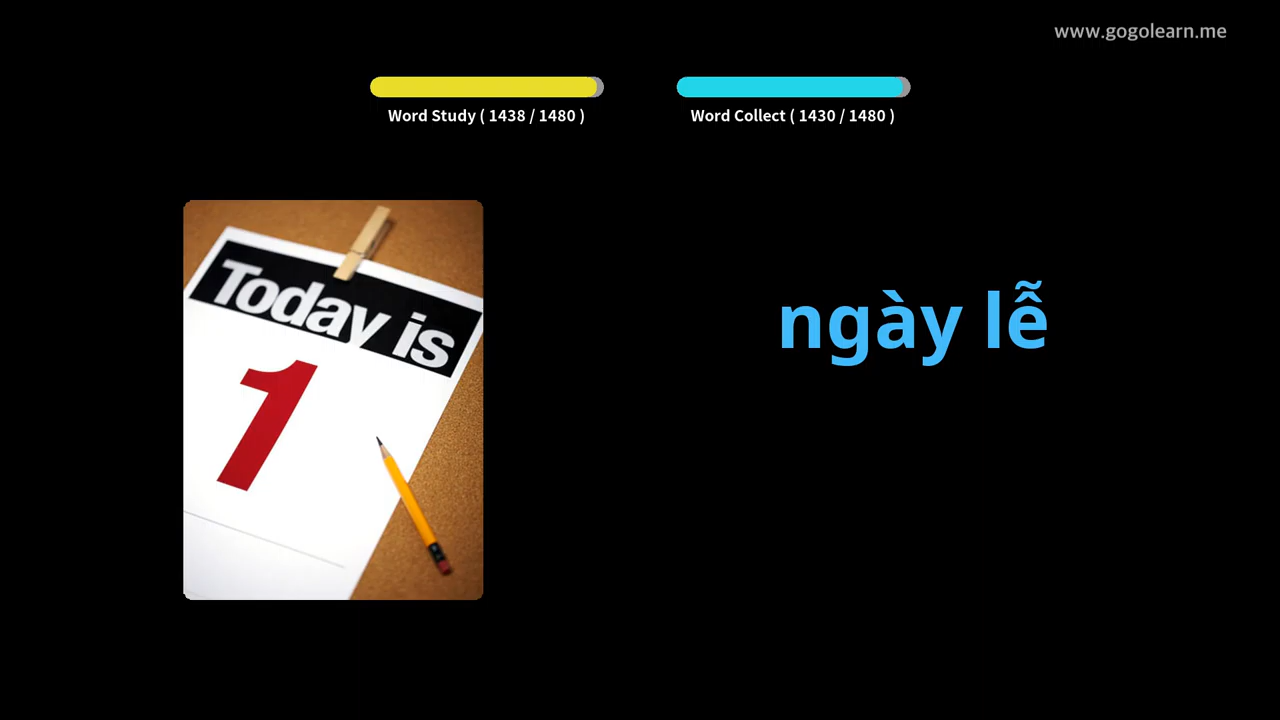 www.gogolearn.me
Word Study ( 1438 / 1480 )
Word Collect ( 1430 / 1480 )
Today is
1
ngày lễ